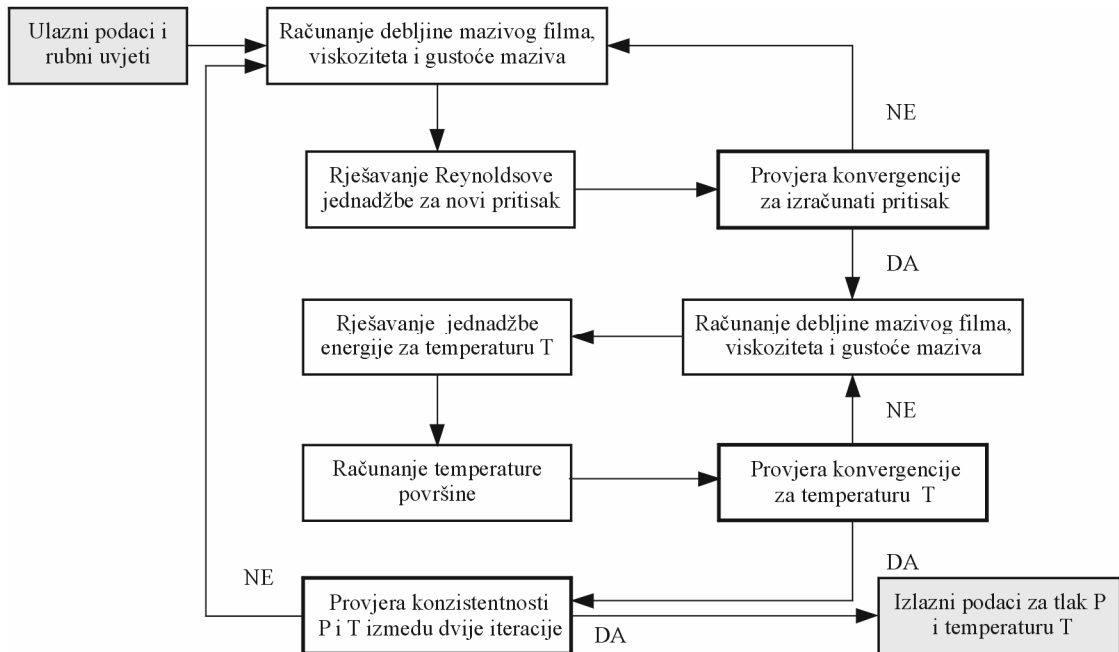 Ulazni podaci i
rubni uvjeti
Računanje debljine mazivog filma,
viskoziteta i gustoće maziva
NE
Rješavanje Reynoldsove
jednadžbe za novi pritisak
Provjera konvergencije
za izračunati pritisak
DA
Rješavanje jednadžbe
energije za temperaturu T
Računanje debljine mazivog filma,
viskoziteta i gustoće maziva
NE
Računanje temperature
površine
Provjera konvergencije
za temperaturu T
NE
DA
Provjera konzistentnosti
P i T izmedu dvije iteracije
DA
Izlazni podaci za tlak P
i temperaturu T